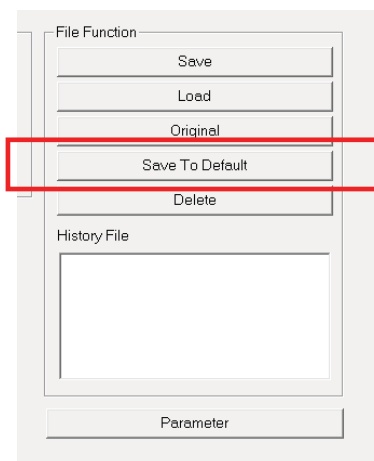 File Function
Save
Load
Original
Save To Default
Delete
History File
Parameter